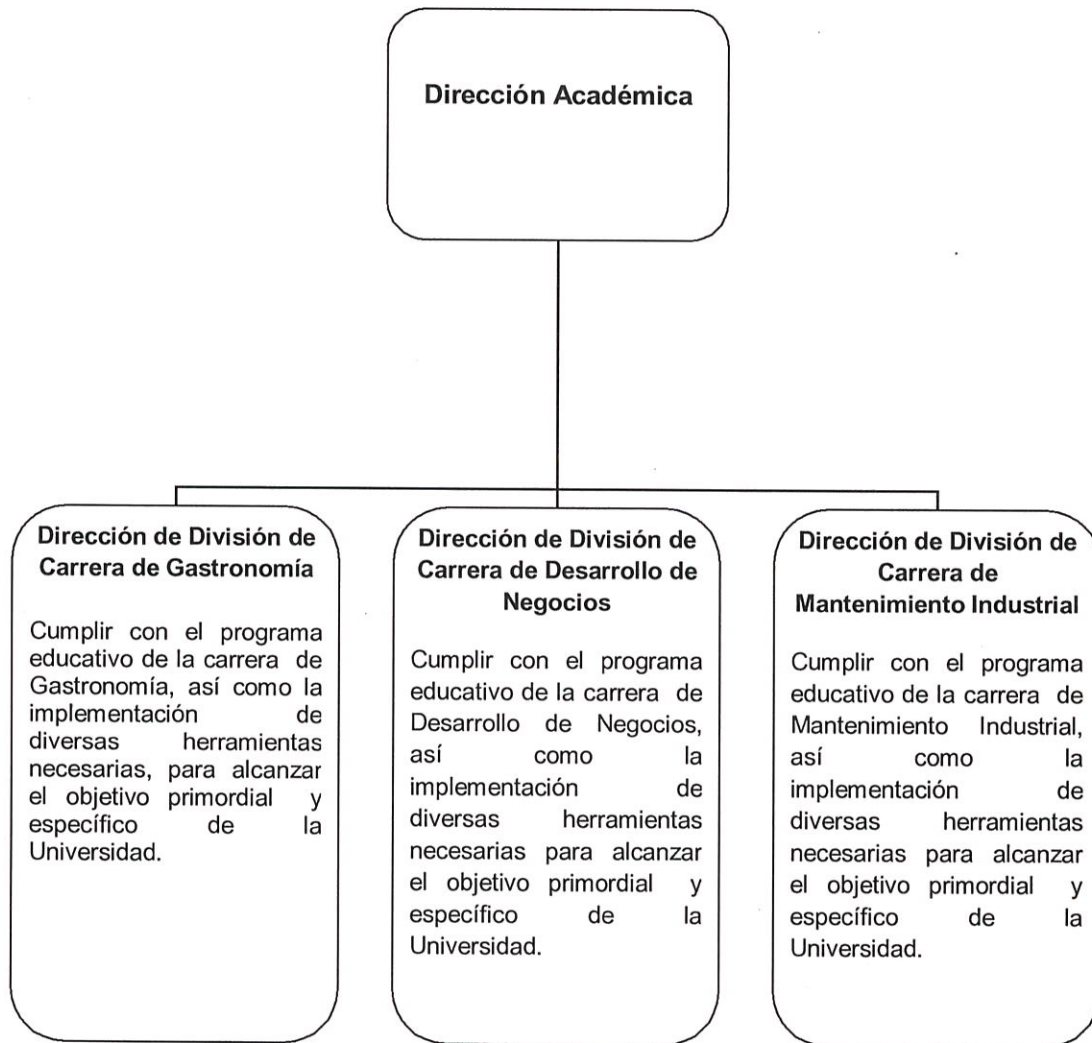 Dirección Académica
Dirección de División de
Carrera de Gastronomía
Cumplir con el programa
educativo de la carrera de
Gastronomía, así como la
implementación de
diversas herramientas
necesarias, para alcanzar
el objetivo primordial y
específico de la
Universidad.
Dirección de División de
Carrera de Desarrollo de
Negocios
Cumplir con el programa
educativo de la carrera de
Desarrollo de Negocios,
así como la
implementación de
diversas herramientas
necesarias para alcanzar
el objetivo primordial y
específico de la
Universidad.
Dirección de División de
Carrera de
Mantenimiento Industrial
Cumplir con el programa
educativo de la carrera de
Mantenimiento Industrial,
así como la
implementación de
diversas herramientas
necesarias para alcanzar
el objetivo primordial y
específico de la
Universidad.